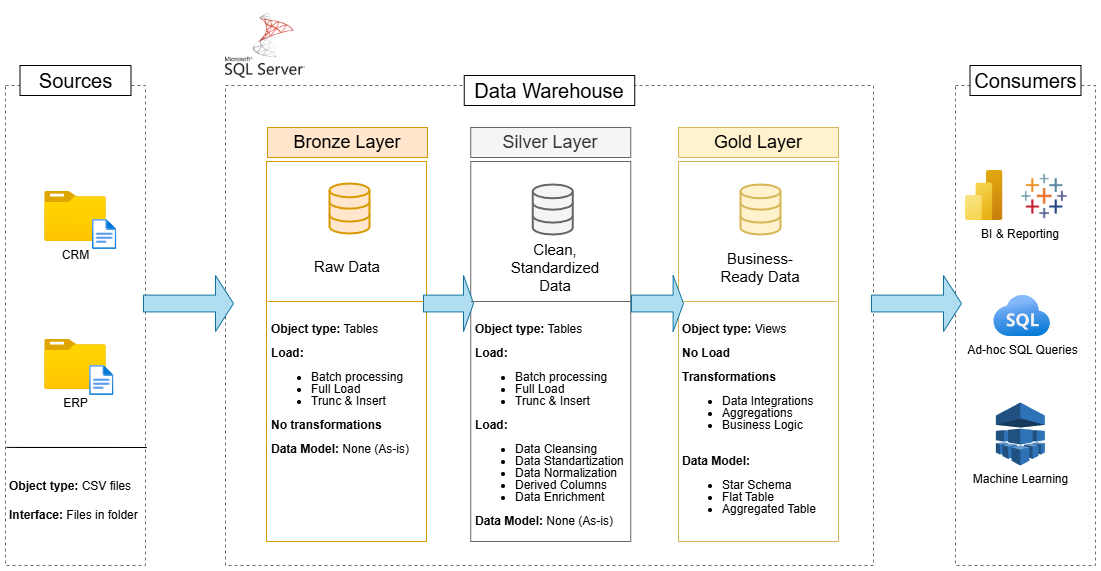 Microsoft
SQL Server
Sources
Data Warehouse
Consumers
CRM
ERP
Object type: CSV files
Interface: Files in folder
Bronze Layer
Raw Data
Object type: Tables
Load:
Batch processing
Full Load
Trunc & Insert
No transformations
Data Model: None (As-is)
Silver Layer
Clean,
Standardized
Data
Object type: Tables
Load:
Batch processing
Full Load
Trunc & Insert
Load:
Data Cleansing
Data Standartization
Data Normalization
Derived Columns
Data Enrichment
Data Model: None (As-is)
Gold Layer
Business-
Ready Data
Object type: Views
No Load
Transformations
Data Integrations
Aggregations
Business Logic
Data Model:
Star Schema
Flat Table
Aggregated Table
BI & Reporting
SQL
Ad-hoc SQL Queries
Machine Learning